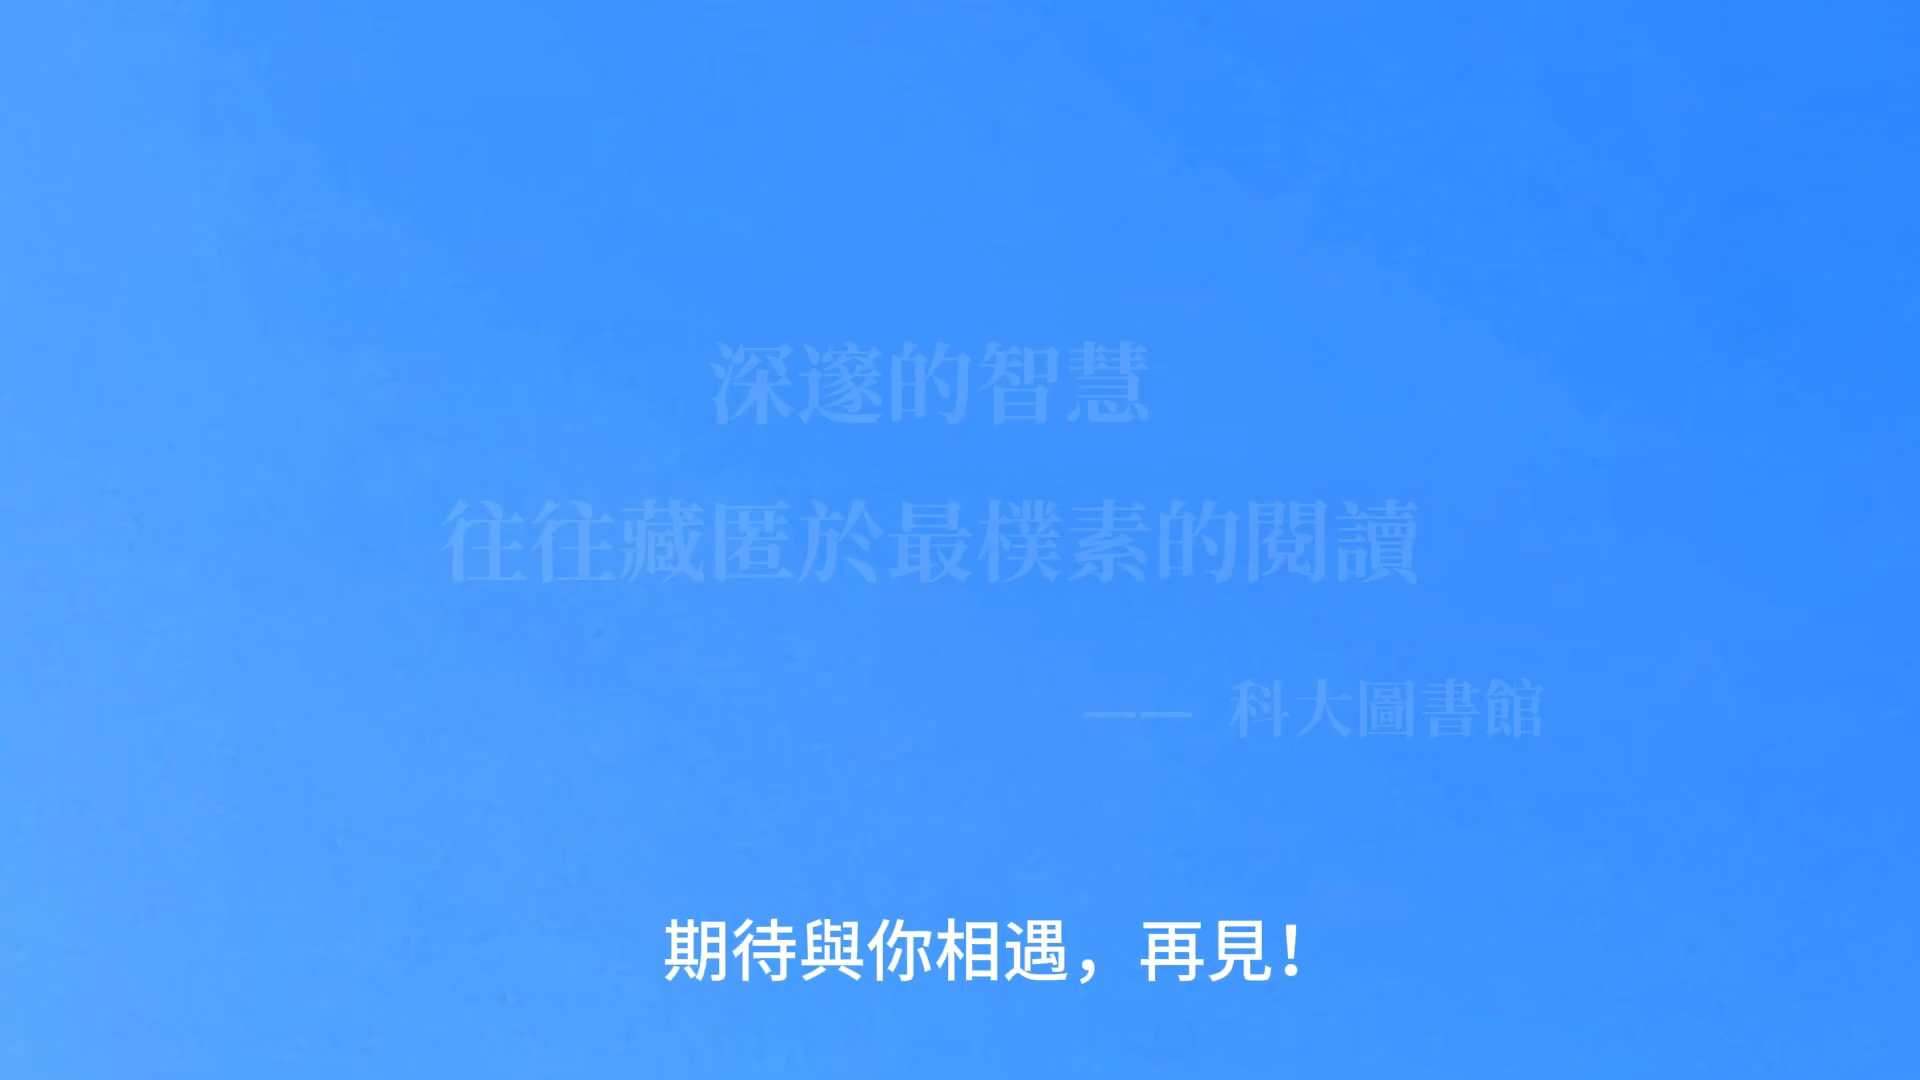 深邃的智慧
往往藏匿於最樸素的閱讀
—— 科大圖書館
期待與你相遇，再見！